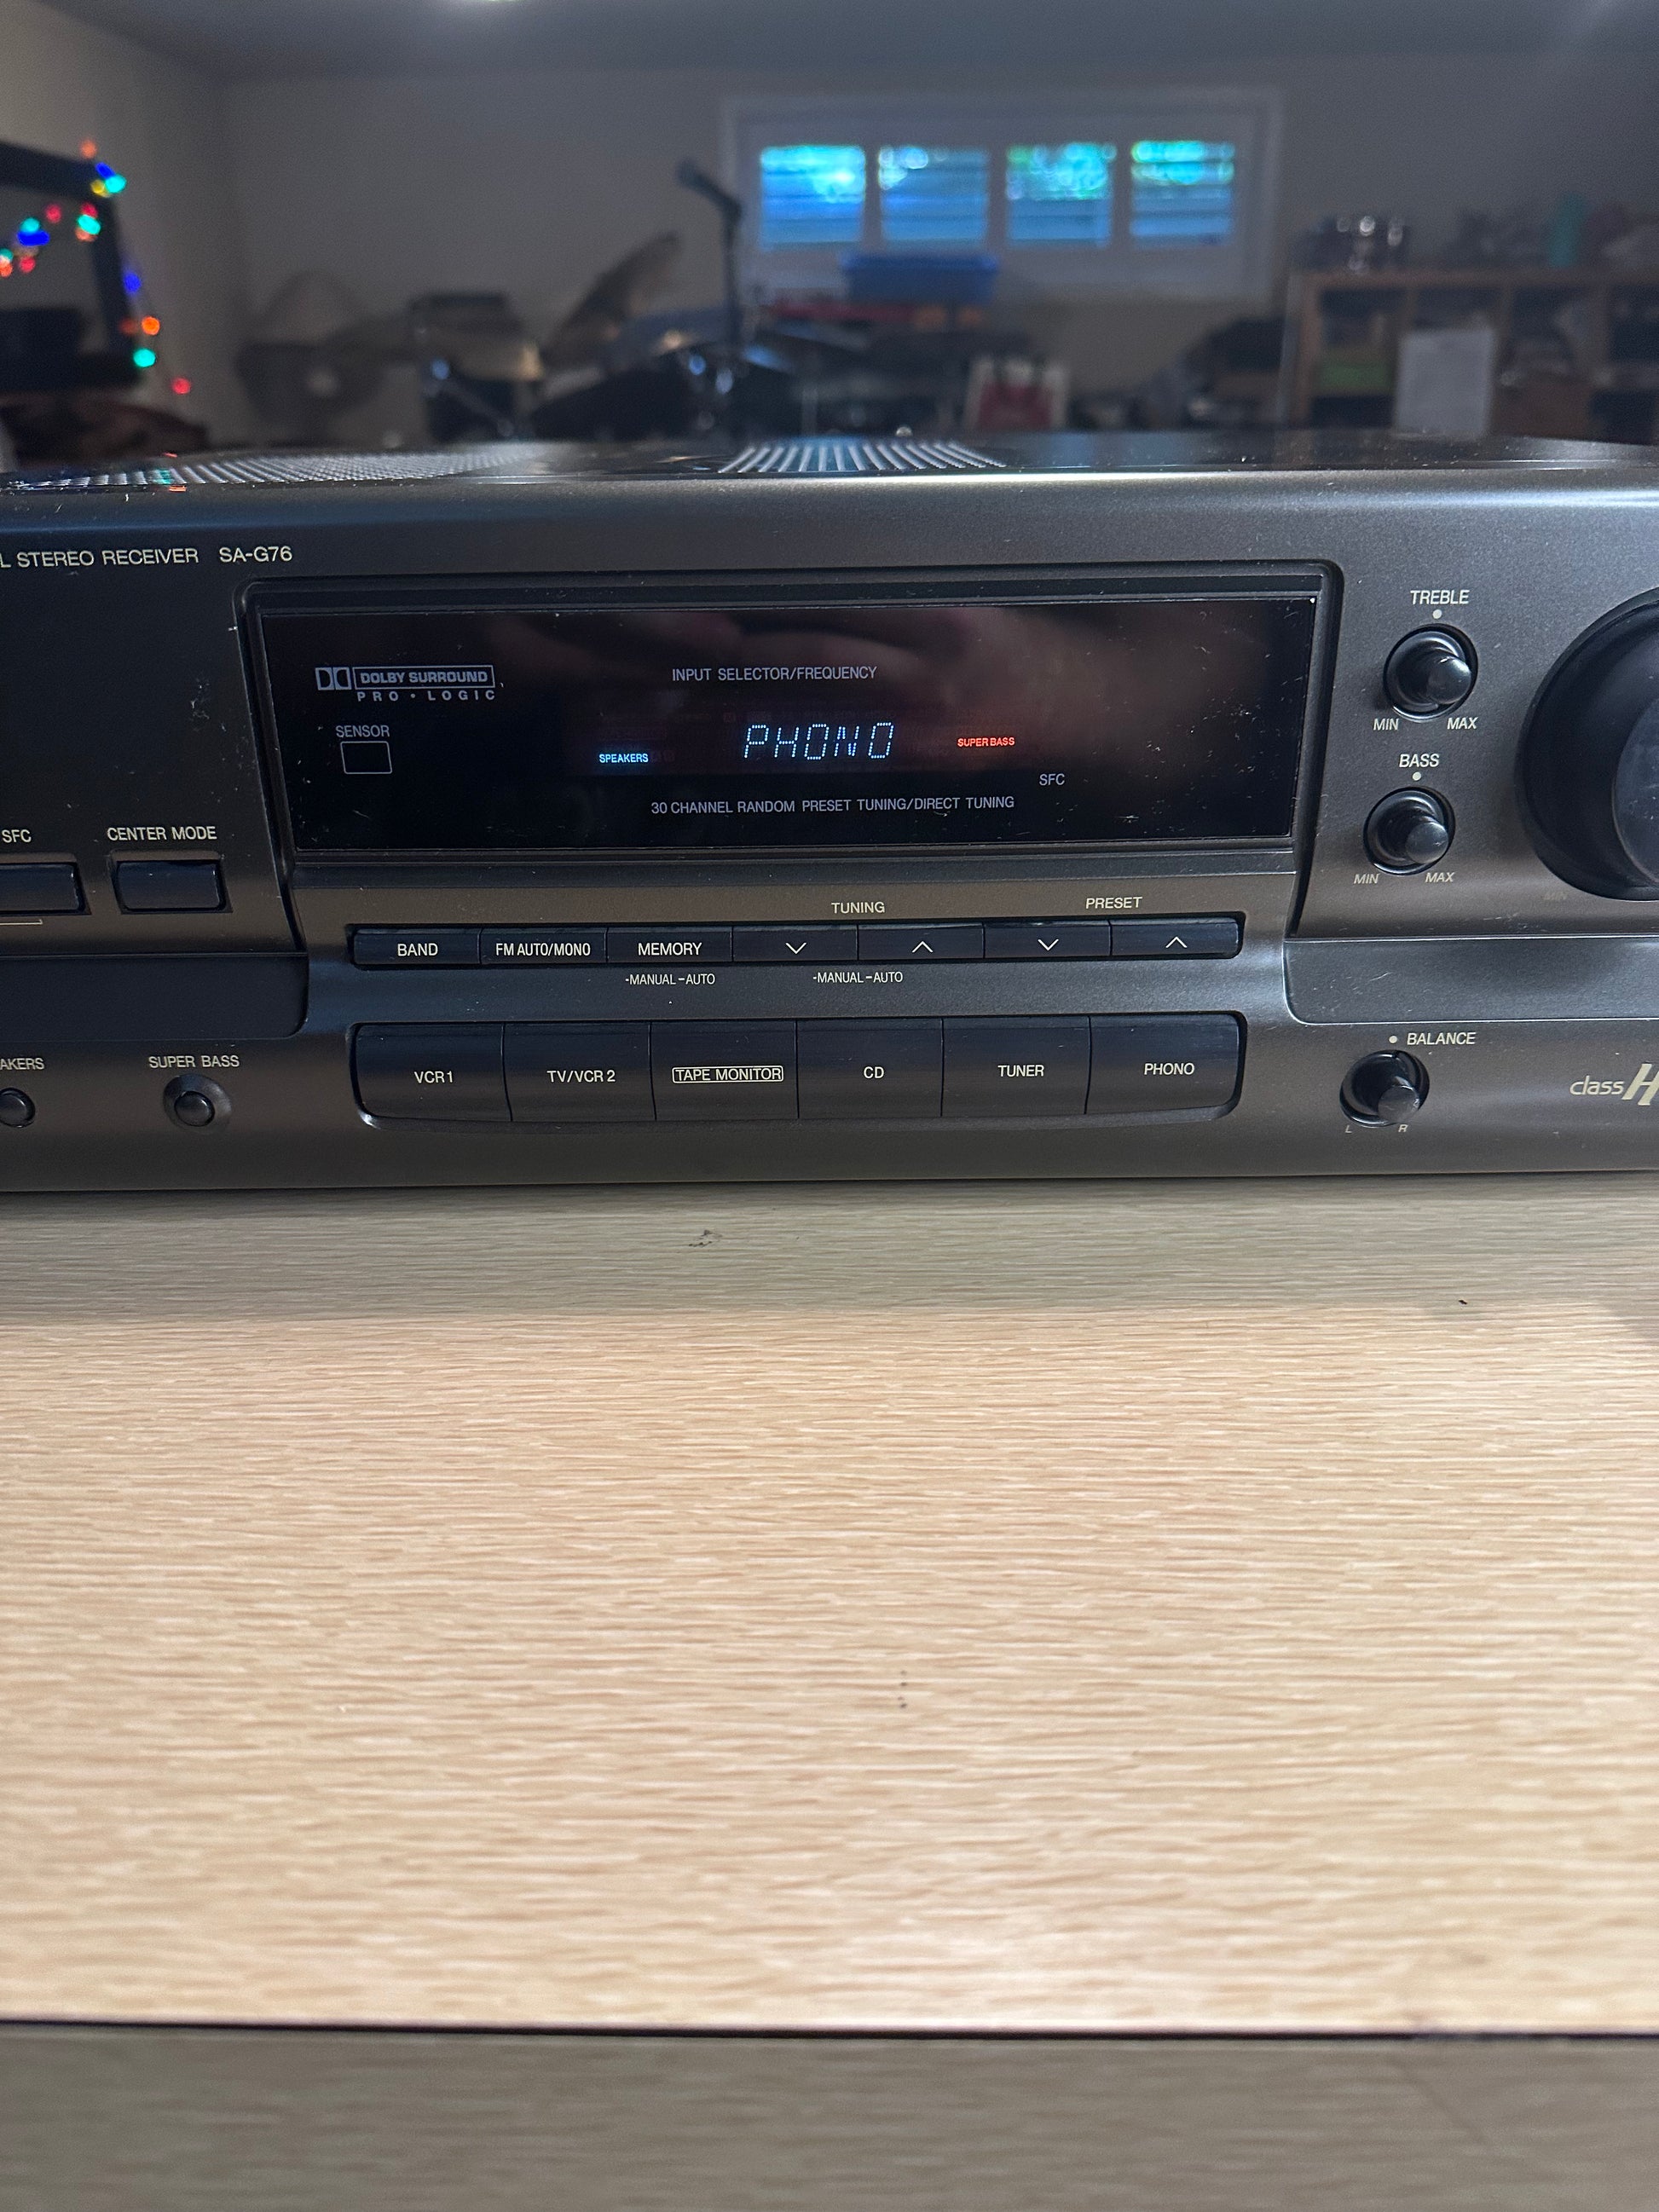 L STEREO RECEIVER SA-G76
DOLBY SURROUND
PRO • LOGIC
INPUT SELECTOR/FREQUENCY
SENSOR
SPEAKERS
PHONO
SUPER BASS
SFC
30 CHANNEL RANDOM PRESET TUNING/DIRECT TUNING
TREBLE
MIN MAX
BASS
MIN MAX
MIN
SFC
CENTER MODE
TUNING
PRESET
BAND
FM AUTO/MONO
MEMORY
-MANUAL –AUTO
-MANUAL –AUTO
AKERS
SUPER BASS
VCR 1
TV/VCR 2
TAPE MONITOR
CD
TUNER
PHONO
BALANCE
L R
class H